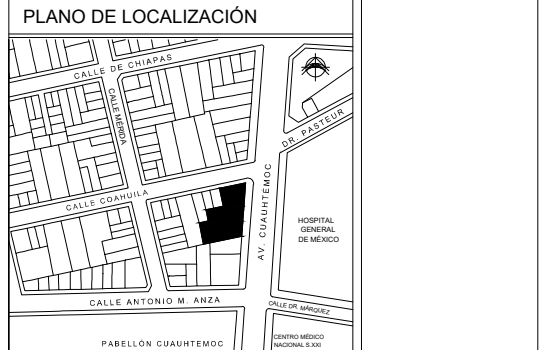 PLANO DE LOCALIZACIÓN
CALLE DE CHIAPAS
CALLE MÉRIDA
DR. PASTEUR
CALLE COAHUILA
AV. CUAUHTEMOC
HOSPITAL
GENERAL
DE MÉXICO
CALLE ANTONIO M. ANZA
CALLE DR. MÁRQUEZ
PABELLÓN CUAUHTEMOC
CENTRO MÉDICO
NACIONAL S.XXI